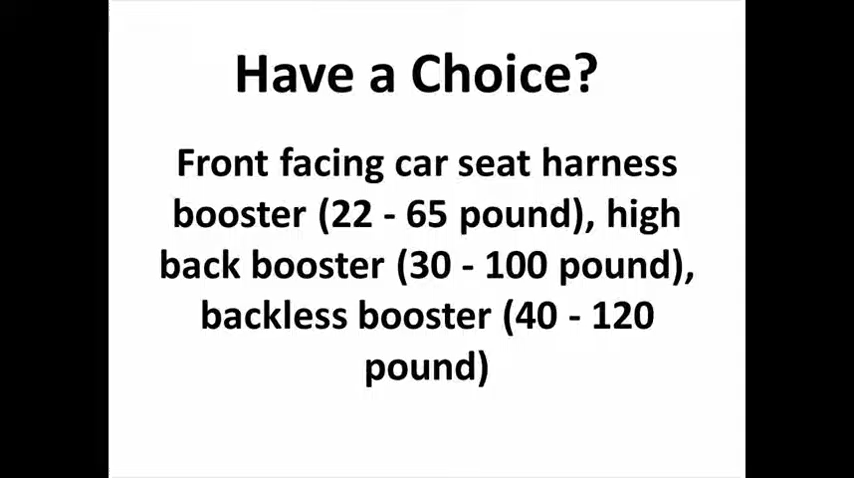 Have a Choice?
Front facing car seat harness
booster (22 - 65 pound), high
back booster (30 - 100 pound),
backless booster (40 - 120
pound)